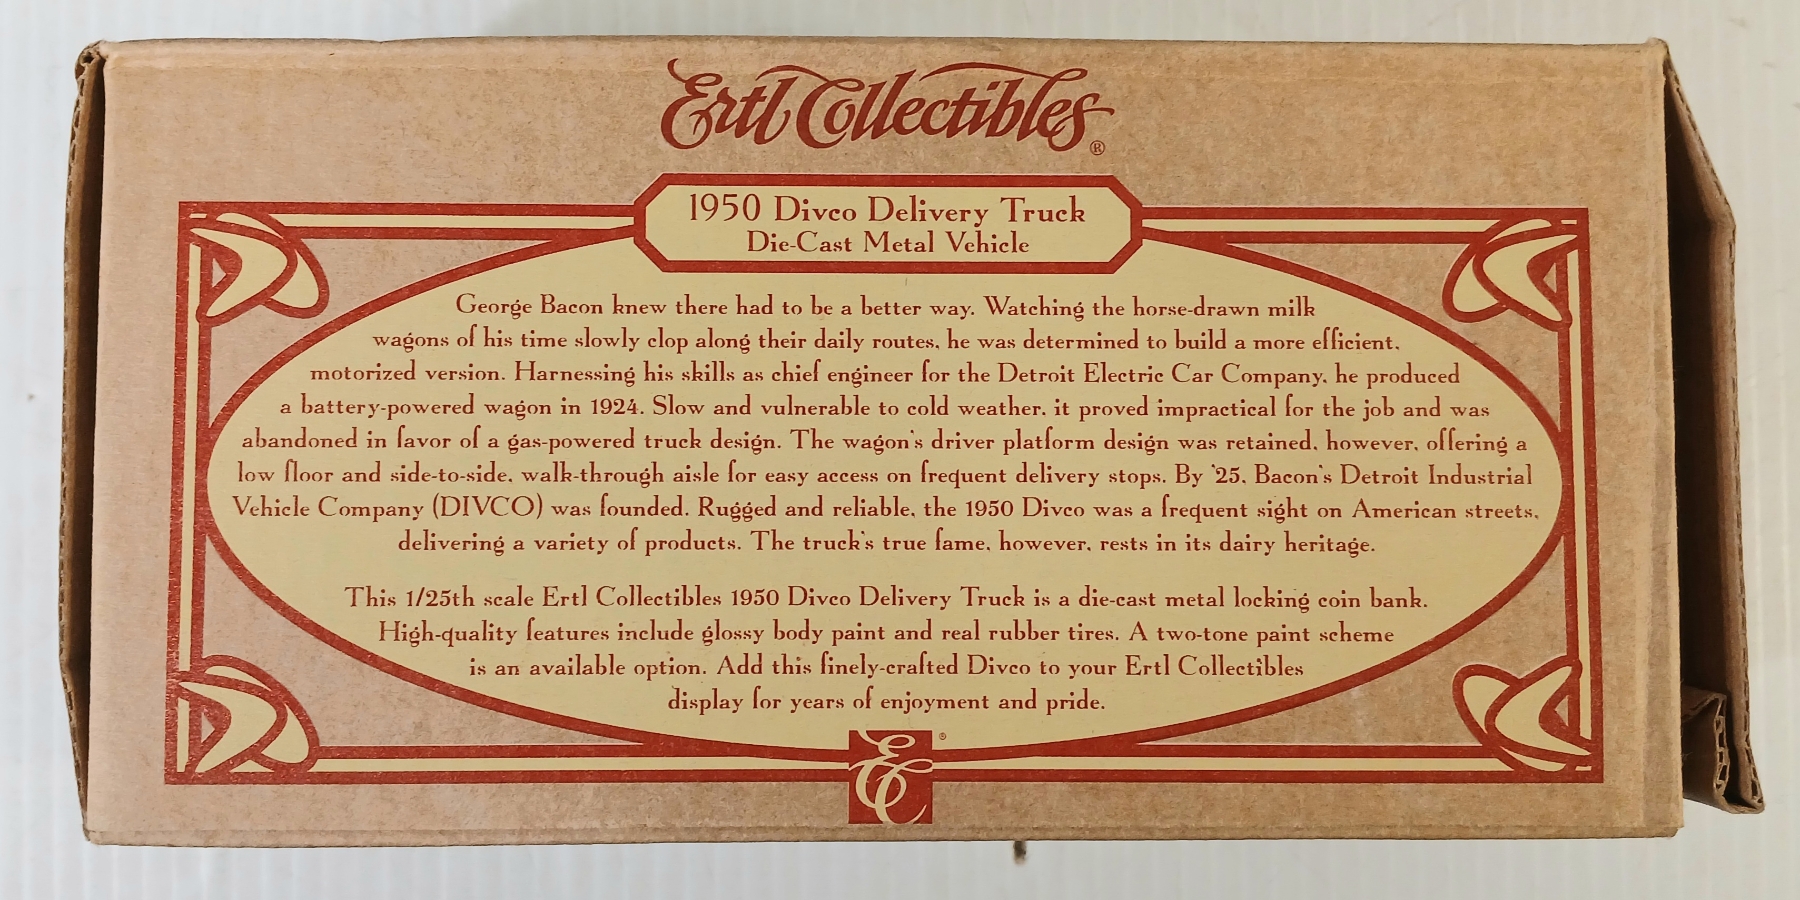 Ertl Collectibles®
1950 Divco Delivery Truck
Die-Cast Metal Vehicle
George Bacon knew there had to be a better way. Watching the horse-drawn milk
wagons of his time slowly clop along their daily routes, he was determined to build a more efficient,
motorized version. Harnessing his skills as chief engineer for the Detroit Electric Car Company, he produced
a battery-powered wagon in 1924. Slow and vulnerable to cold weather, it proved impractical for the job and was
abandoned in favor of a gas-powered truck design. The wagon's driver platform design was retained, however, offering a
low floor and side-to-side, walk-through aisle for easy access on frequent delivery stops. By '25, Bacon's Detroit Industrial
Vehicle Company (DIVCO) was founded. Rugged and reliable, the 1950 Divco was a frequent sight on American streets,
delivering a variety of products. The truck's true fame, however, rests in its dairy heritage.
This 1/25th scale Ertl Collectibles 1950 Divco Delivery Truck is a die-cast metal locking coin bank.
High-quality features include glossy body paint and real rubber tires. A two-tone paint scheme
is an available option. Add this finely-crafted Divco to your Ertl Collectibles
display for years of enjoyment and pride.
EC®